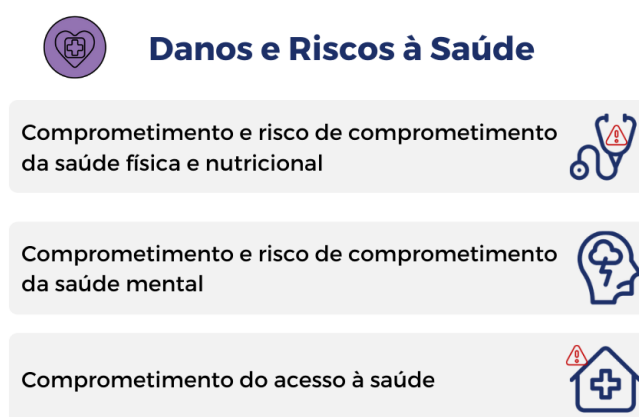 Danos e Riscos à Saúde
Comprometimento e risco de comprometimento
da saúde física e nutricional
Comprometimento e risco de comprometimento
da saúde mental
Comprometimento do acesso à saúde